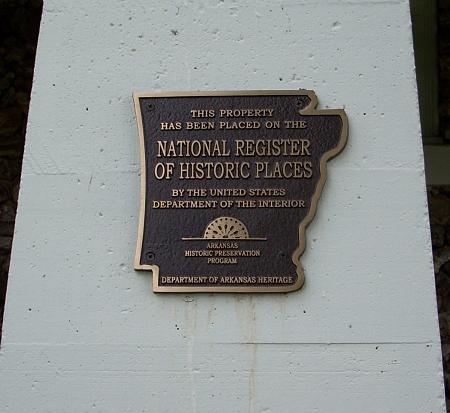 THIS PROPERTY
HAS BEEN PLACED ON THE
NATIONAL REGISTER
OF HISTORIC PLACES
BY THE UNITED STATES
DEPARTMENT OF THE INTERIOR
ARKANSAS
HISTORIC PRESERVATION
PROGRAM
DEPARTMENT OF ARKANSAS HERITAGE